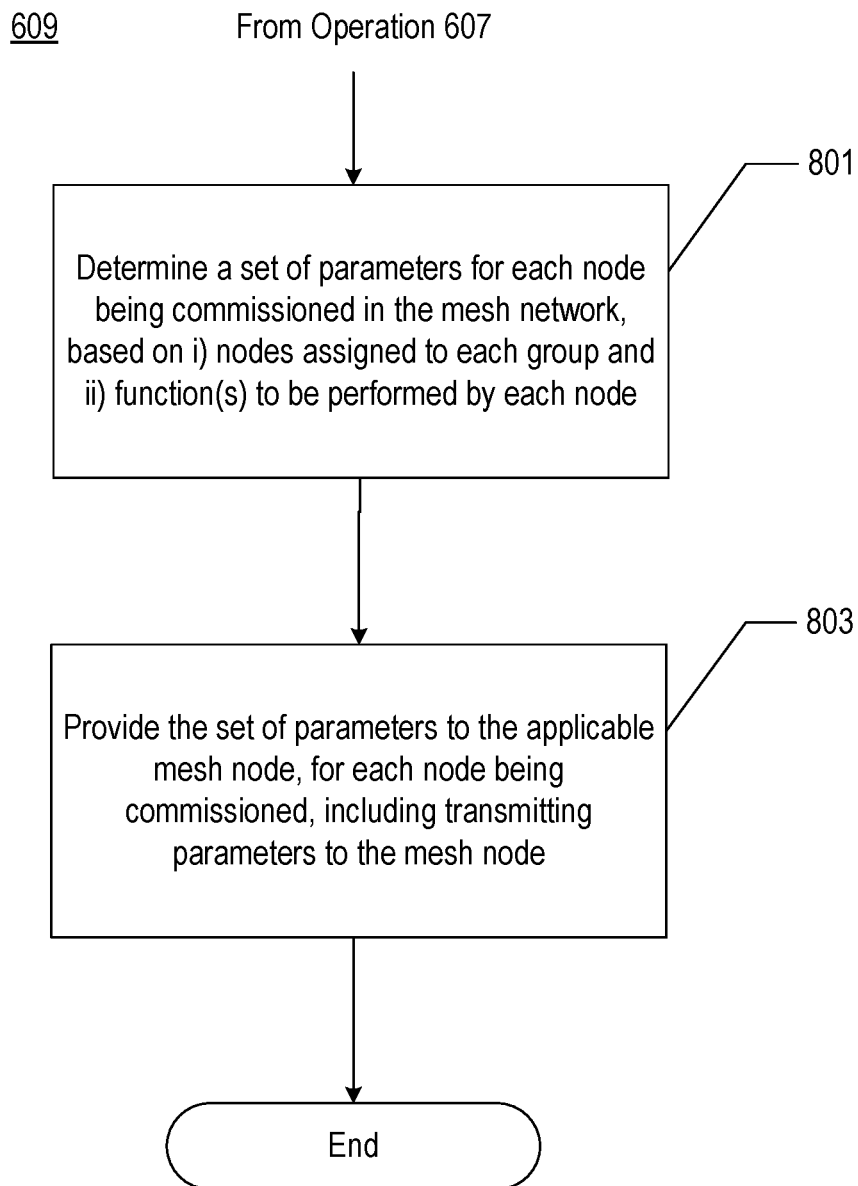 609
From Operation 607
801
Determine a set of parameters for each node
being commissioned in the mesh network,
based on i) nodes assigned to each group and
ii) function(s) to be performed by each node
803
Provide the set of parameters to the applicable
mesh node, for each node being
commissioned, including transmitting
parameters to the mesh node
End